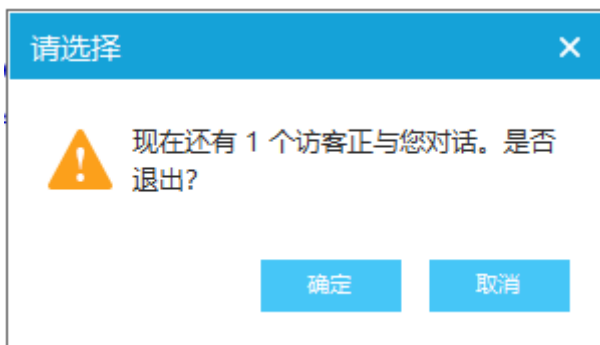 请选择
现在还有 1 个访客正与您对话。是否
退出?
确定
取消